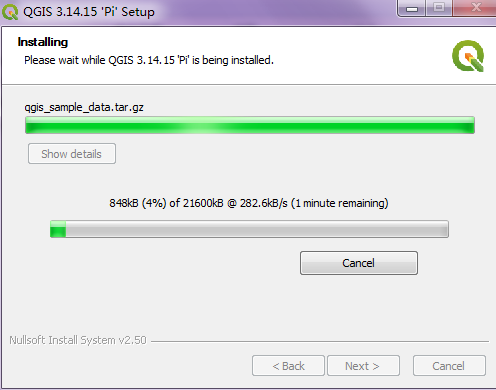 QGIS 3.14.15 'Pi' Setup
Installing
Please wait while QGIS 3.14.15 'Pi' is being installed.
qgis_sample_data.tar.gz
Show details
848kB (4%) of 21600kB @ 282.6kB/s (1 minute remaining)
Cancel
Nullsoft Install System v2.50
< Back
Next >
Cancel